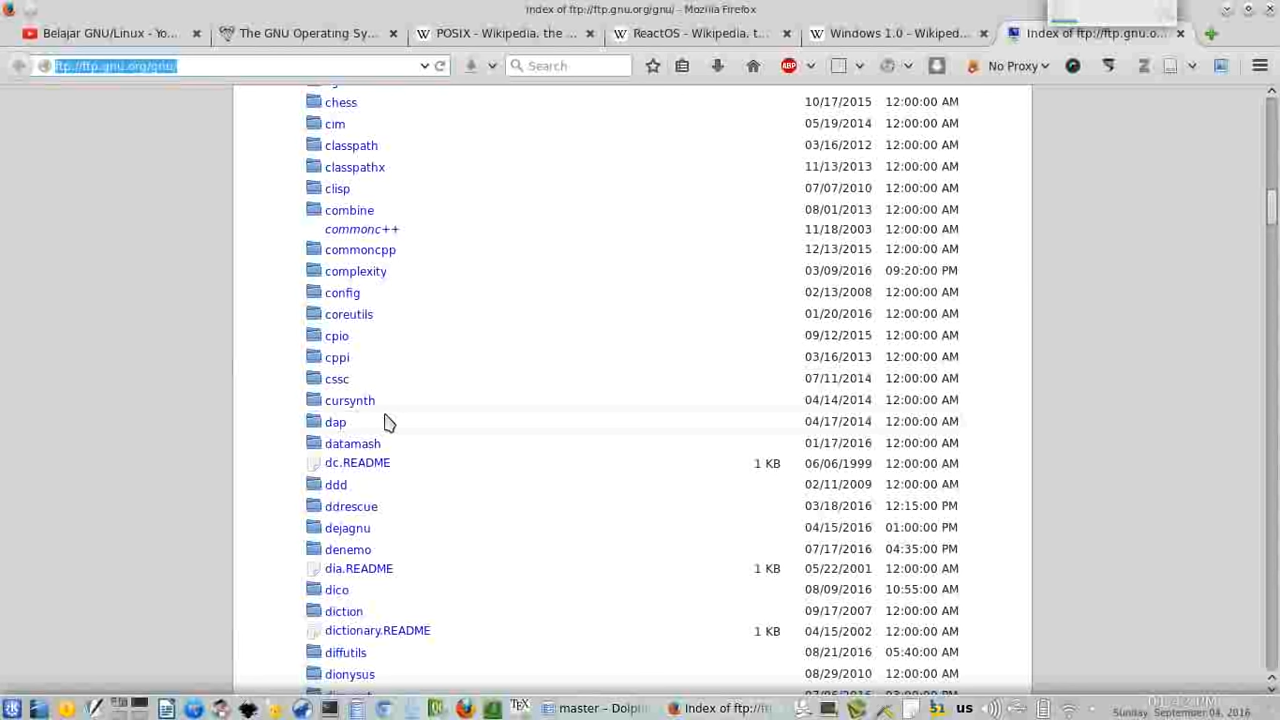 Index of ftp://ftp.gnu.org/gnu/ - Mozilla Firefox
Belajar GNU/Linux - Yo...
The GNU Operating Sy...
POSIX - Wikipedia, the ...
ReactOS - Wikipedia, t...
Windows 1.0 - Wikiped...
Index of ftp://ftp.gnu.o...
ftp://ftp.gnu.org/gnu/
Search
ABP
No Proxy
chess 10/17/2015 12:00:00 AM
cim 05/19/2014 12:00:00 AM
classpath 03/16/2012 12:00:00 AM
classpathx 11/13/2013 12:00:00 AM
clisp 07/07/2010 12:00:00 AM
combine 08/01/2013 12:00:00 AM
commonc++ 11/18/2003 12:00:00 AM
commoncpp 12/13/2015 12:00:00 AM
complexity 03/09/2016 09:20:00 PM
config 02/13/2008 12:00:00 AM
coreutils 01/20/2016 12:00:00 AM
cpio 09/12/2015 12:00:00 AM
cppi 03/16/2013 12:00:00 AM
cssc 07/11/2014 12:00:00 AM
cursynth 04/14/2014 12:00:00 AM
dap 04/17/2014 12:00:00 AM
datamash 01/17/2016 12:00:00 AM
dc.README 1 KB 06/06/1999 12:00:00 AM
ddd 02/11/2009 12:00:00 AM
ddrescue 03/18/2016 12:15:00 PM
dejagnu 04/15/2016 01:00:00 PM
denemo 07/17/2016 04:35:00 PM
dia.README 1 KB 05/22/2001 12:00:00 AM
dico 08/09/2016 10:55:00 AM
diction 09/17/2007 12:00:00 AM
dictionary.README 1 KB 04/15/2002 12:00:00 AM
diffutils 08/21/2016 05:40:00 AM
dionysus 08/29/2010 12:00:00 AM
TEX
master - Dolph
Index of ftp://f
us
Sunday, September 04, 2016